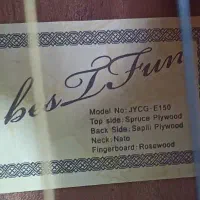 besTFun
Model No: JYCG-E150
Top side: Spruce Plywood
Back Side: Sapili Plywood
Neck: Nato
Fingerboard: Rosewood